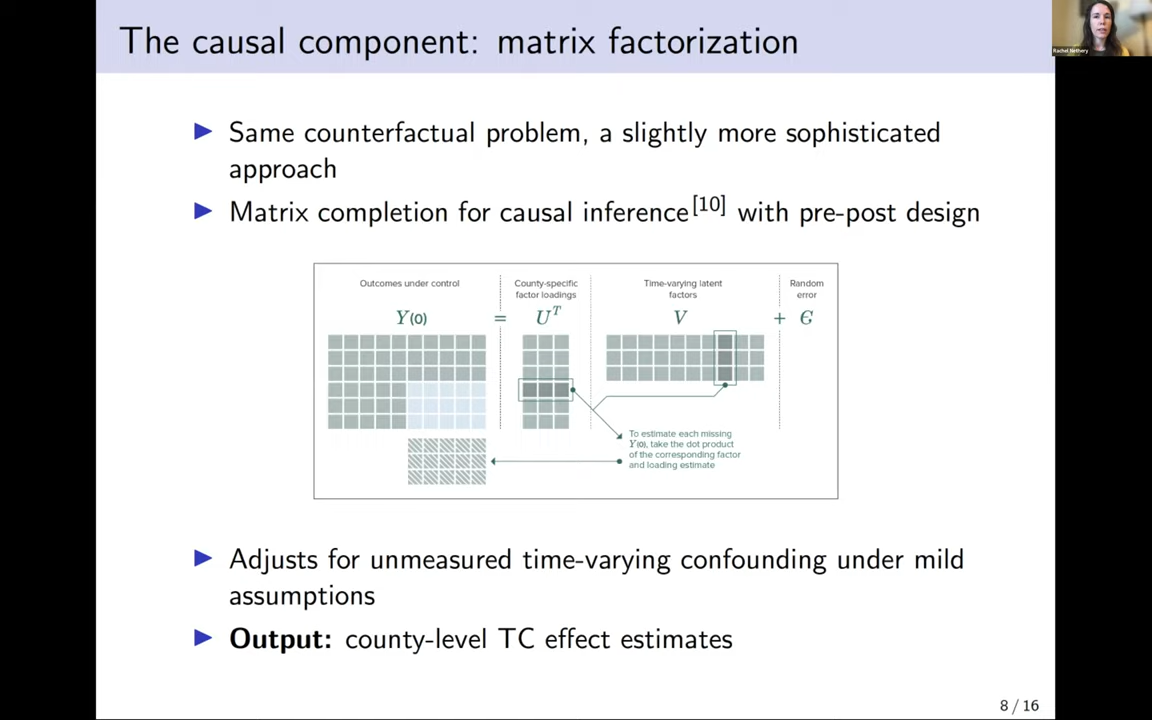 The causal component: matrix factorization
Rachel Nethery
▶ Same counterfactual problem, a slightly more sophisticated
approach
▶ Matrix completion for causal inference[10] with pre-post design
Outcomes under control
County-specific
factor loadings
Time-varying latent
factors
Random
error
Y(0) = U^T V + ϵ
To estimate each missing
Y(0), take the dot product
of the corresponding factor
and loading estimate
▶ Adjusts for unmeasured time-varying confounding under mild
assumptions
▶ Output: county-level TC effect estimates
8 / 16